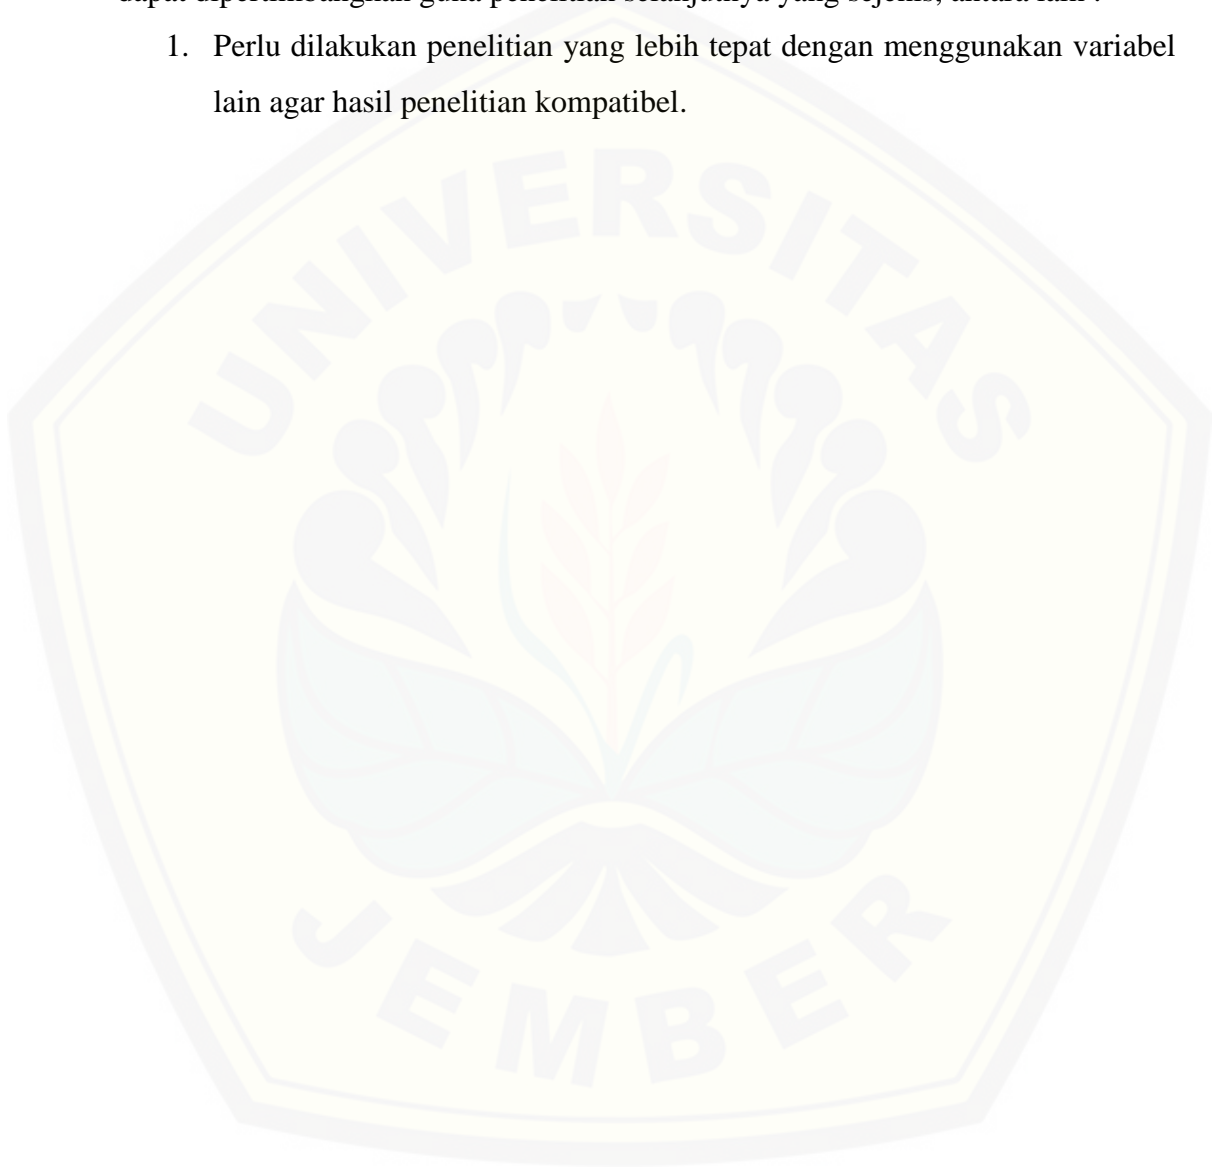 dapat dipertimbangkan guna penelitian selanjutnya yang sejenis, antara lain :
1. Perlu dilakukan penelitian yang lebih tepat dengan menggunakan variabel
lain agar hasil penelitian kompatibel.
UNIVERSITAS
JEMBER